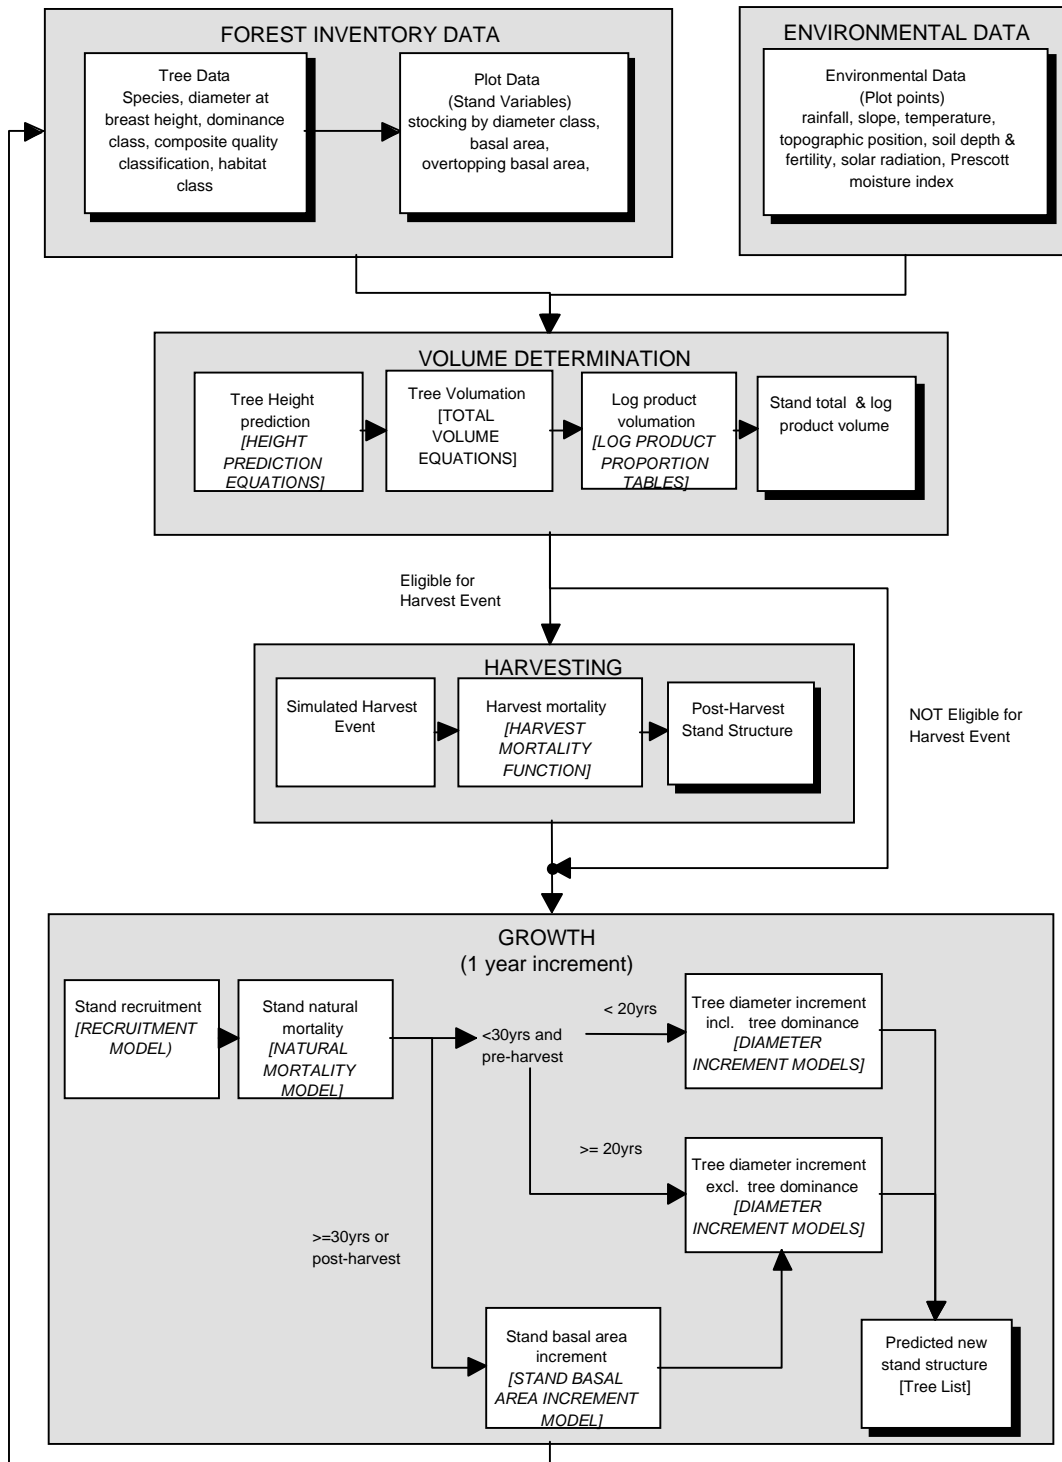 FOREST INVENTORY DATA
Tree Data
Species, diameter at
breast height, dominance
class, composite quality
classification, habitat
class
Plot Data
(Stand Variables)
stocking by diameter class,
basal area,
overtopping basal area,
ENVIRONMENTAL DATA
Environmental Data
(Plot points)
rainfall, slope, temperature,
topographic position, soil depth &
fertility, solar radiation, Prescott
moisture index
VOLUME DETERMINATION
Tree Height
prediction
[HEIGHT
PREDICTION
EQUATIONS]
Tree Volumation
[TOTAL
VOLUME
EQUATIONS]
Log product
volumation
[LOG PRODUCT
PROPORTION
TABLES]
Stand total & log
product volume
Eligible for
Harvest Event
NOT Eligible for
Harvest Event
HARVESTING
Simulated Harvest
Event
Harvest mortality
[HARVEST
MORTALITY
FUNCTION]
Post-Harvest
Stand Structure
GROWTH
(1 year increment)
Stand recruitment
[RECRUITMENT
MODEL)
Stand natural
mortality
[NATURAL
MORTALITY
MODEL]
<30yrs and
pre-harvest
< 20yrs
Tree diameter increment
incl. tree dominance
[DIAMETER
INCREMENT MODELS]
>= 20yrs
Tree diameter increment
excl. tree dominance
[DIAMETER
INCREMENT MODELS]
>=30yrs or
post-harvest
Stand basal area
increment
[STAND BASAL
AREA INCREMENT
MODEL]
Predicted new
stand structure
[Tree List]